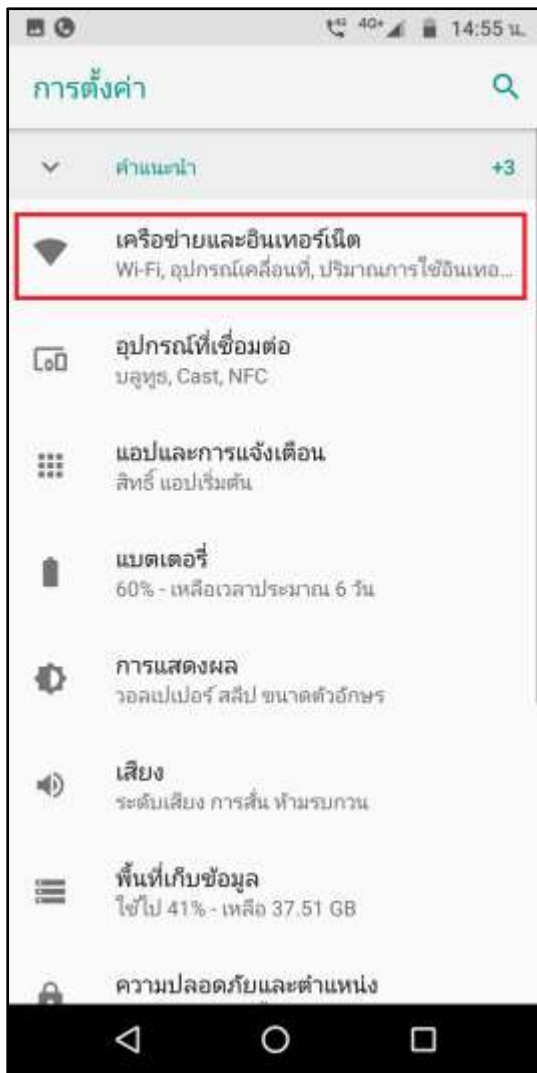 4G 4G+ 14:55 น.
การตั้งค่า
คำแนะนำ +3
เครือข่ายและอินเทอร์เน็ต
Wi-Fi, อุปกรณ์เคลื่อนที่, ปริมาณการใช้อินเทอ...
อุปกรณ์ที่เชื่อมต่อ
บลูทูธ, Cast, NFC
แอปและการแจ้งเตือน
สิทธิ์ แอปเริ่มต้น
แบตเตอรี่
60% - เหลือเวลาประมาณ 6 วัน
การแสดงผล
วอลเปเปอร์ สลีป ขนาดตัวอักษร
เสียง
ระดับเสียง การสั่น ห้ามรบกวน
พื้นที่เก็บข้อมูล
ใช้ไป 41% - เหลือ 37.51 GB
ความปลอดภัยและตำแหน่ง